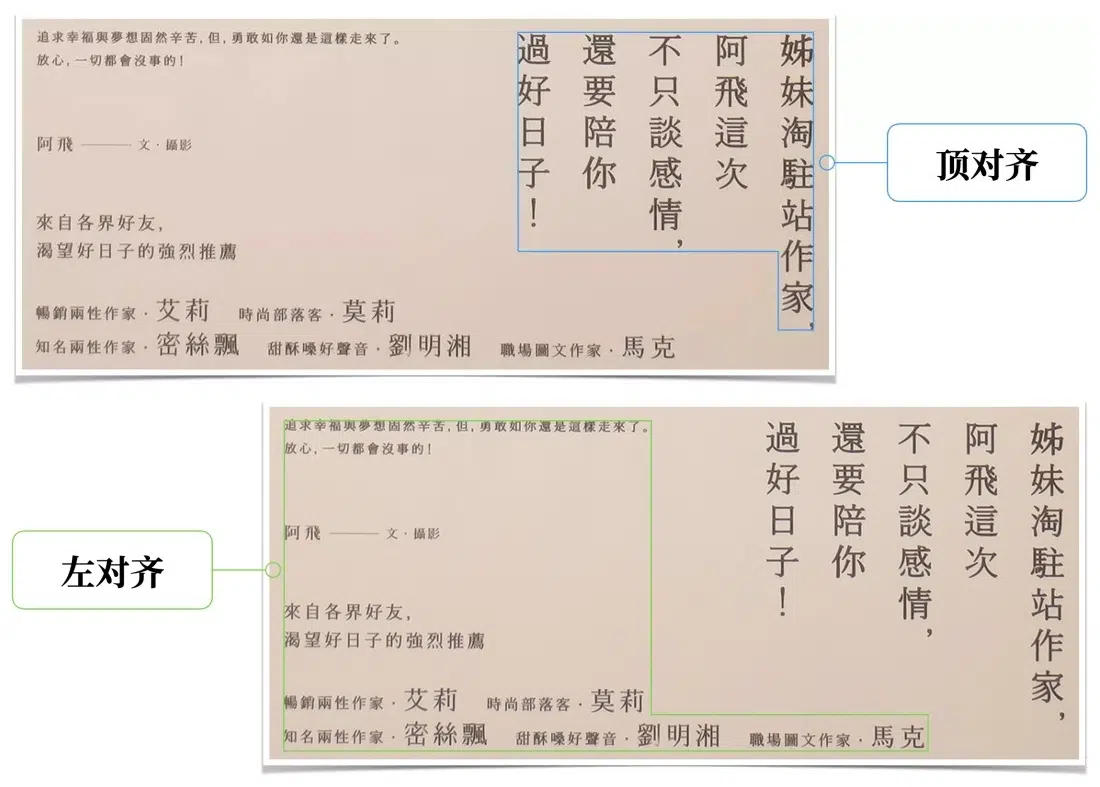 追求幸福與夢想固然辛苦,但,勇敢如你還是這樣走來了。
放心,一切都會沒事的!
阿飛——文·攝影
來自各界好友,
渴望好日子的強烈推薦
暢銷兩性作家·艾莉 時尚部落客·莫莉
知名兩性作家·密絲飄 甜酥嗓好聲音·劉明湘 職場圖文作家·馬克
姊妹淘駐站作家,
阿飛這次
不只談感情,
還要陪你
過好日子!
顶对齐
左对齐
追求幸福與夢想固然辛苦,但,勇敢如你還是這樣走來了。
放心,一切都會沒事的!
阿飛——文·攝影
來自各界好友,
渴望好日子的強烈推薦
暢銷兩性作家·艾莉 時尚部落客·莫莉
知名兩性作家·密絲飄 甜酥嗓好聲音·劉明湘 職場圖文作家·馬克
姊妹淘駐站作家,
阿飛這次
不只談感情,
還要陪你
過好日子!